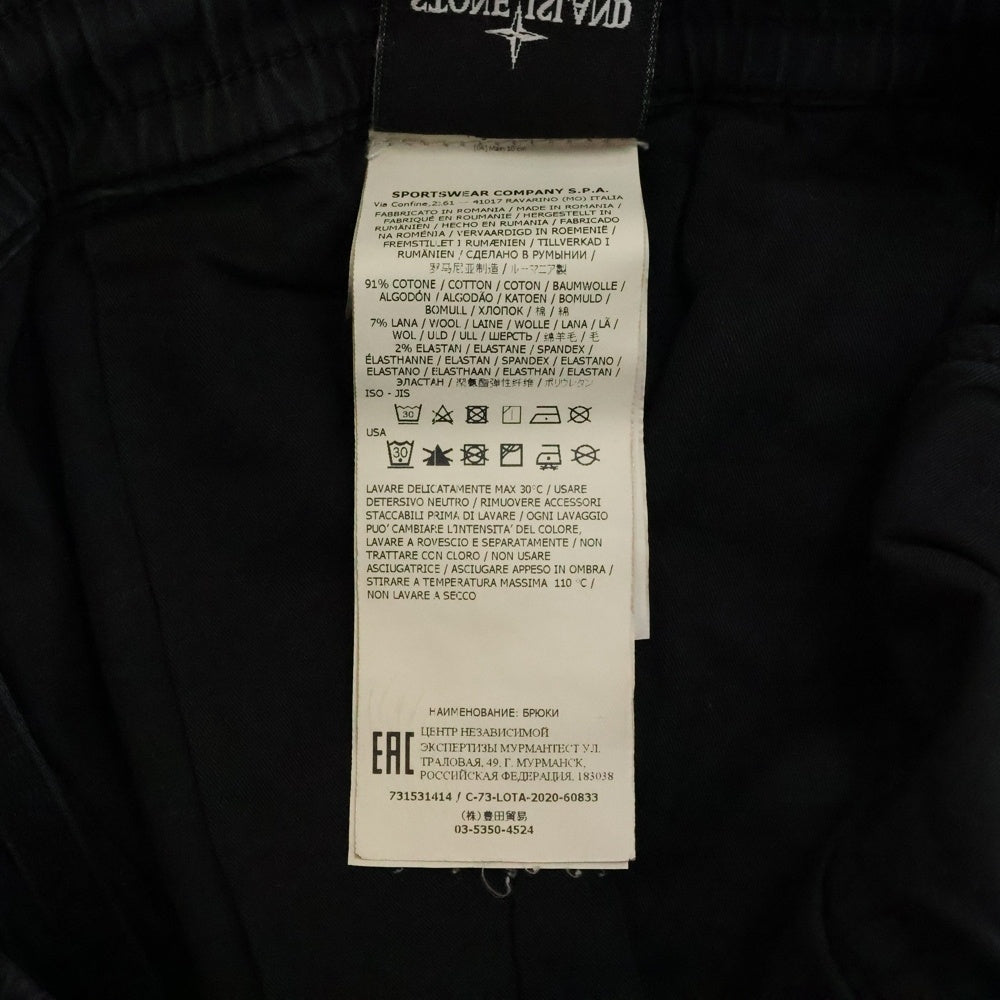 STONE ISLAND
SPORTSWEAR COMPANY S.P.A.
Via Confine,2161 — 41017 RAVARINO (MO) ITALIA
FABBRICATO IN ROMANIA / MADE IN ROMANIA /
FABRIQUÉ EN ROUMANIE / HERGESTELLT IN
RUMÄNIEN / HECHO EN RUMANIA / FABRICADO
NA ROMÉNIA / VERVAARDIGD IN ROEMENIË /
FREMSTILLET I RUMÆNIEN / TILLVERKAD I
RUMÄNIEN / СДЕЛАНО В РУМЫНИИ /
罗马尼亚制造 / ルーマニア製
91% COTONE / COTTON / COTON / BAUMWOLLE /
ALGODÓN / ALGODÃO / KATOEN / BOMULD /
BOMULL / ХЛОПОК / 棉 / 綿
7% LANA / WOOL / LAINE / WOLLE / LANA / LÃ /
WOL / ULD / ULL / ШЕРСТЬ / 绵羊毛 / 毛
2% ELASTAN / ELASTANE / SPANDEX /
ÉLASTHANNE / ELASTAN / SPANDEX / ELASTANO /
ELASTANO / ELASTHAAN / ELASTHAN / ELASTAN /
ЭЛАСТАН / 聚氨酯弹性纤维 / ポリウレタン
ISO - JIS
30
USA
30
LAVARE DELICATAMENTE MAX 30°C / USARE
DETERSIVO NEUTRO / RIMUOVERE ACCESSORI
STACCABILI PRIMA DI LAVARE / OGNI LAVAGGIO
PUO' CAMBIARE L'INTENSITA' DEL COLORE,
LAVARE A ROVESCIO E SEPARATAMENTE / NON
TRATTARE CON CLORO / NON USARE
ASCIUGATRICE / ASCIUGARE APPESO IN OMBRA /
STIRARE A TEMPERATURA MASSIMA 110 °C /
NON LAVARE A SECCO
НАИМЕНОВАНИЕ: БРЮКИ
EAC
ЦЕНТР НЕЗАВИСИМОЙ
ЭКСПЕРТИЗЫ МУРМАНТЕСТ УЛ.
ТРАЛОВАЯ, 49, Г. МУРМАНСК,
РОССИЙСКАЯ ФЕДЕРАЦИЯ, 183038
731531414 / C-73-LOTA-2020-60833
(株)豊田貿易
03-5350-4524